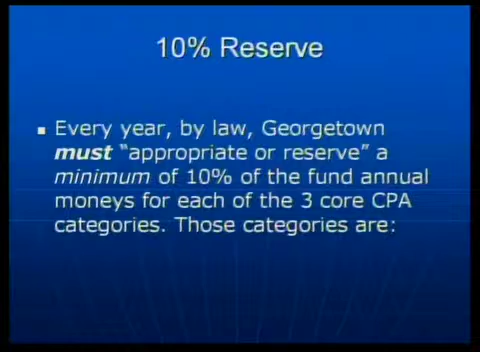 10% Reserve
Every year, by law, Georgetown
must “appropriate or reserve” a
minimum of 10% of the fund annual
moneys for each of the 3 core CPA
categories. Those categories are: